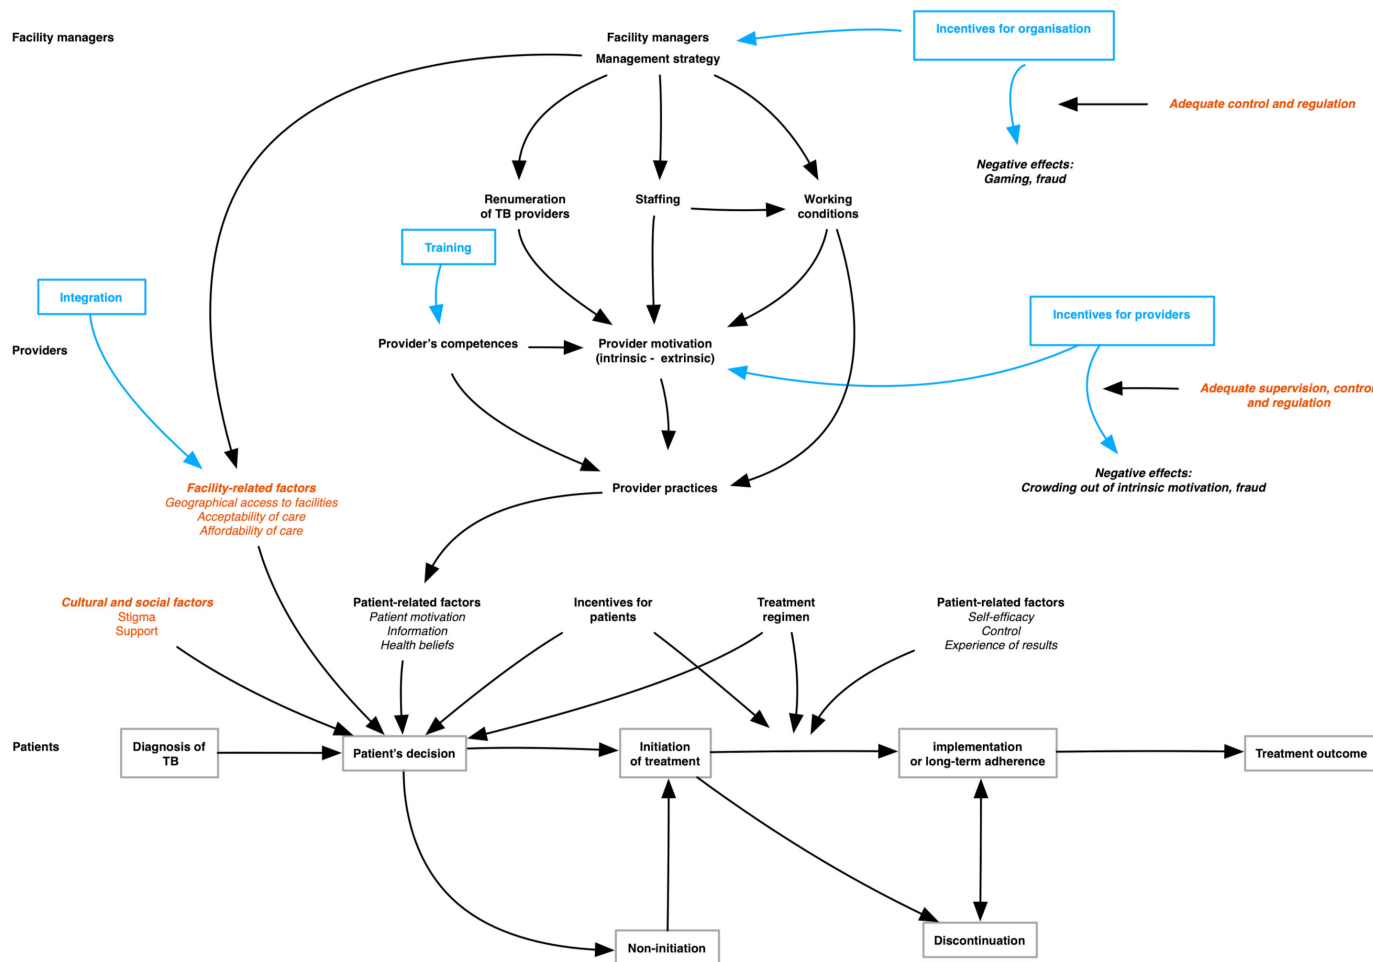 Facility managers
Facility managers
Management strategy
Incentives for organisation
Adequate control and regulation
Negative effects:
Gaming, fraud
Renumeration
of TB providers
Staffing
Working
conditions
Training
Integration
Incentives for providers
Providers
Provider's competences
Provider motivation
(intrinsic - extrinsic)
Adequate supervision, control
and regulation
Negative effects:
Crowding out of intrinsic motivation, fraud
Facility-related factors
Geographical access to facilities
Acceptability of care
Affordability of care
Provider practices
Cultural and social factors
Stigma
Support
Patient-related factors
Patient motivation
Information
Health beliefs
Incentives for
patients
Treatment
regimen
Patient-related factors
Self-efficacy
Control
Experience of results
Patients
Diagnosis of
TB
Patient's decision
Initiation
of treatment
implementation
or long-term adherence
Treatment outcome
Non-initiation
Discontinuation